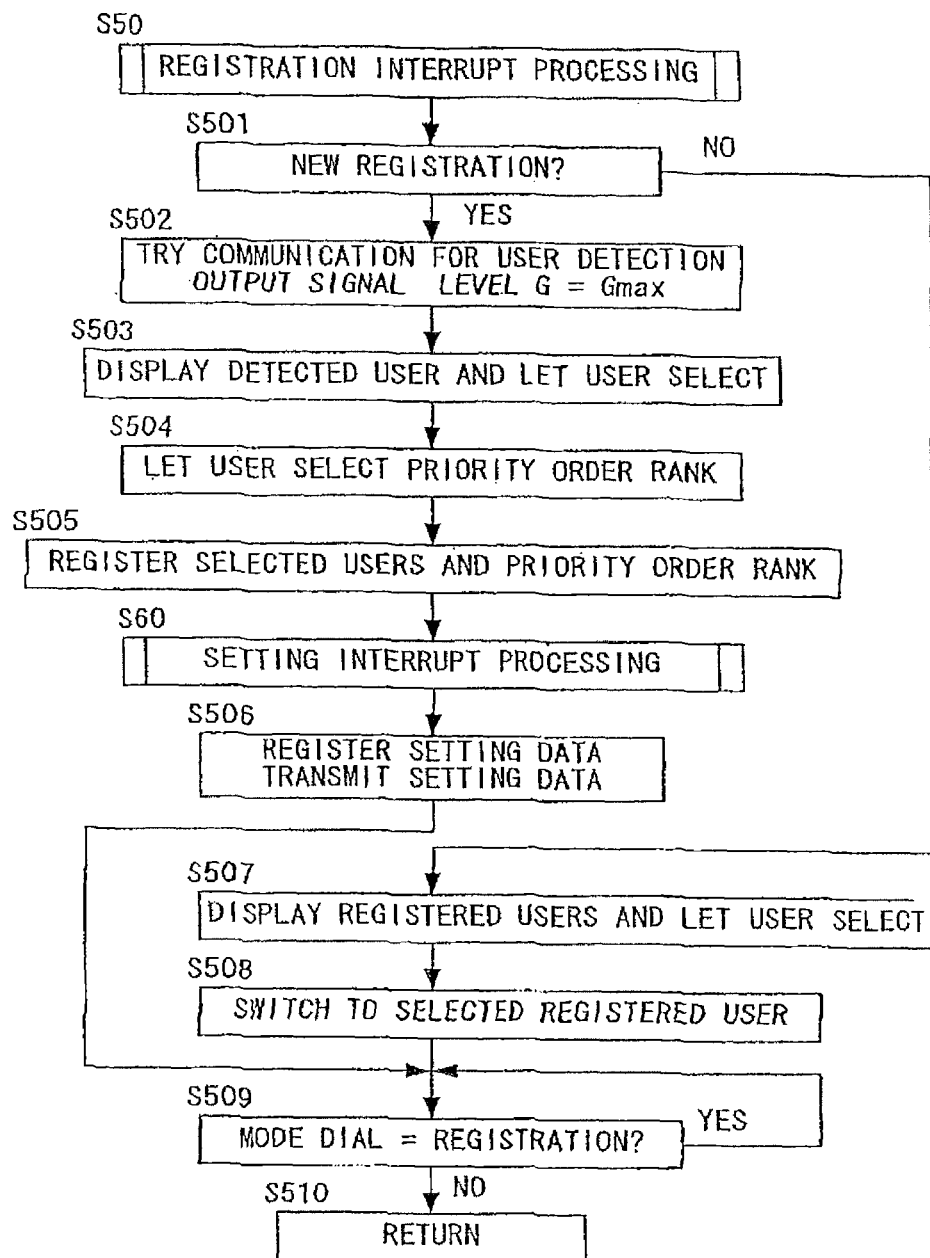 S50
REGISTRATION INTERRUPT PROCESSING
S501
NEW REGISTRATION?
NO
YES
S502
TRY COMMUNICATION FOR USER DETECTION
OUTPUT SIGNAL LEVEL G = Gmax
S503
DISPLAY DETECTED USER AND LET USER SELECT
S504
LET USER SELECT PRIORITY ORDER RANK
S505
REGISTER SELECTED USERS AND PRIORITY ORDER RANK
S60
SETTING INTERRUPT PROCESSING
S506
REGISTER SETTING DATA
TRANSMIT SETTING DATA
S507
DISPLAY REGISTERED USERS AND LET USER SELECT
S508
SWITCH TO SELECTED REGISTERED USER
S509
MODE DIAL = REGISTRATION?
YES
NO
S510
RETURN